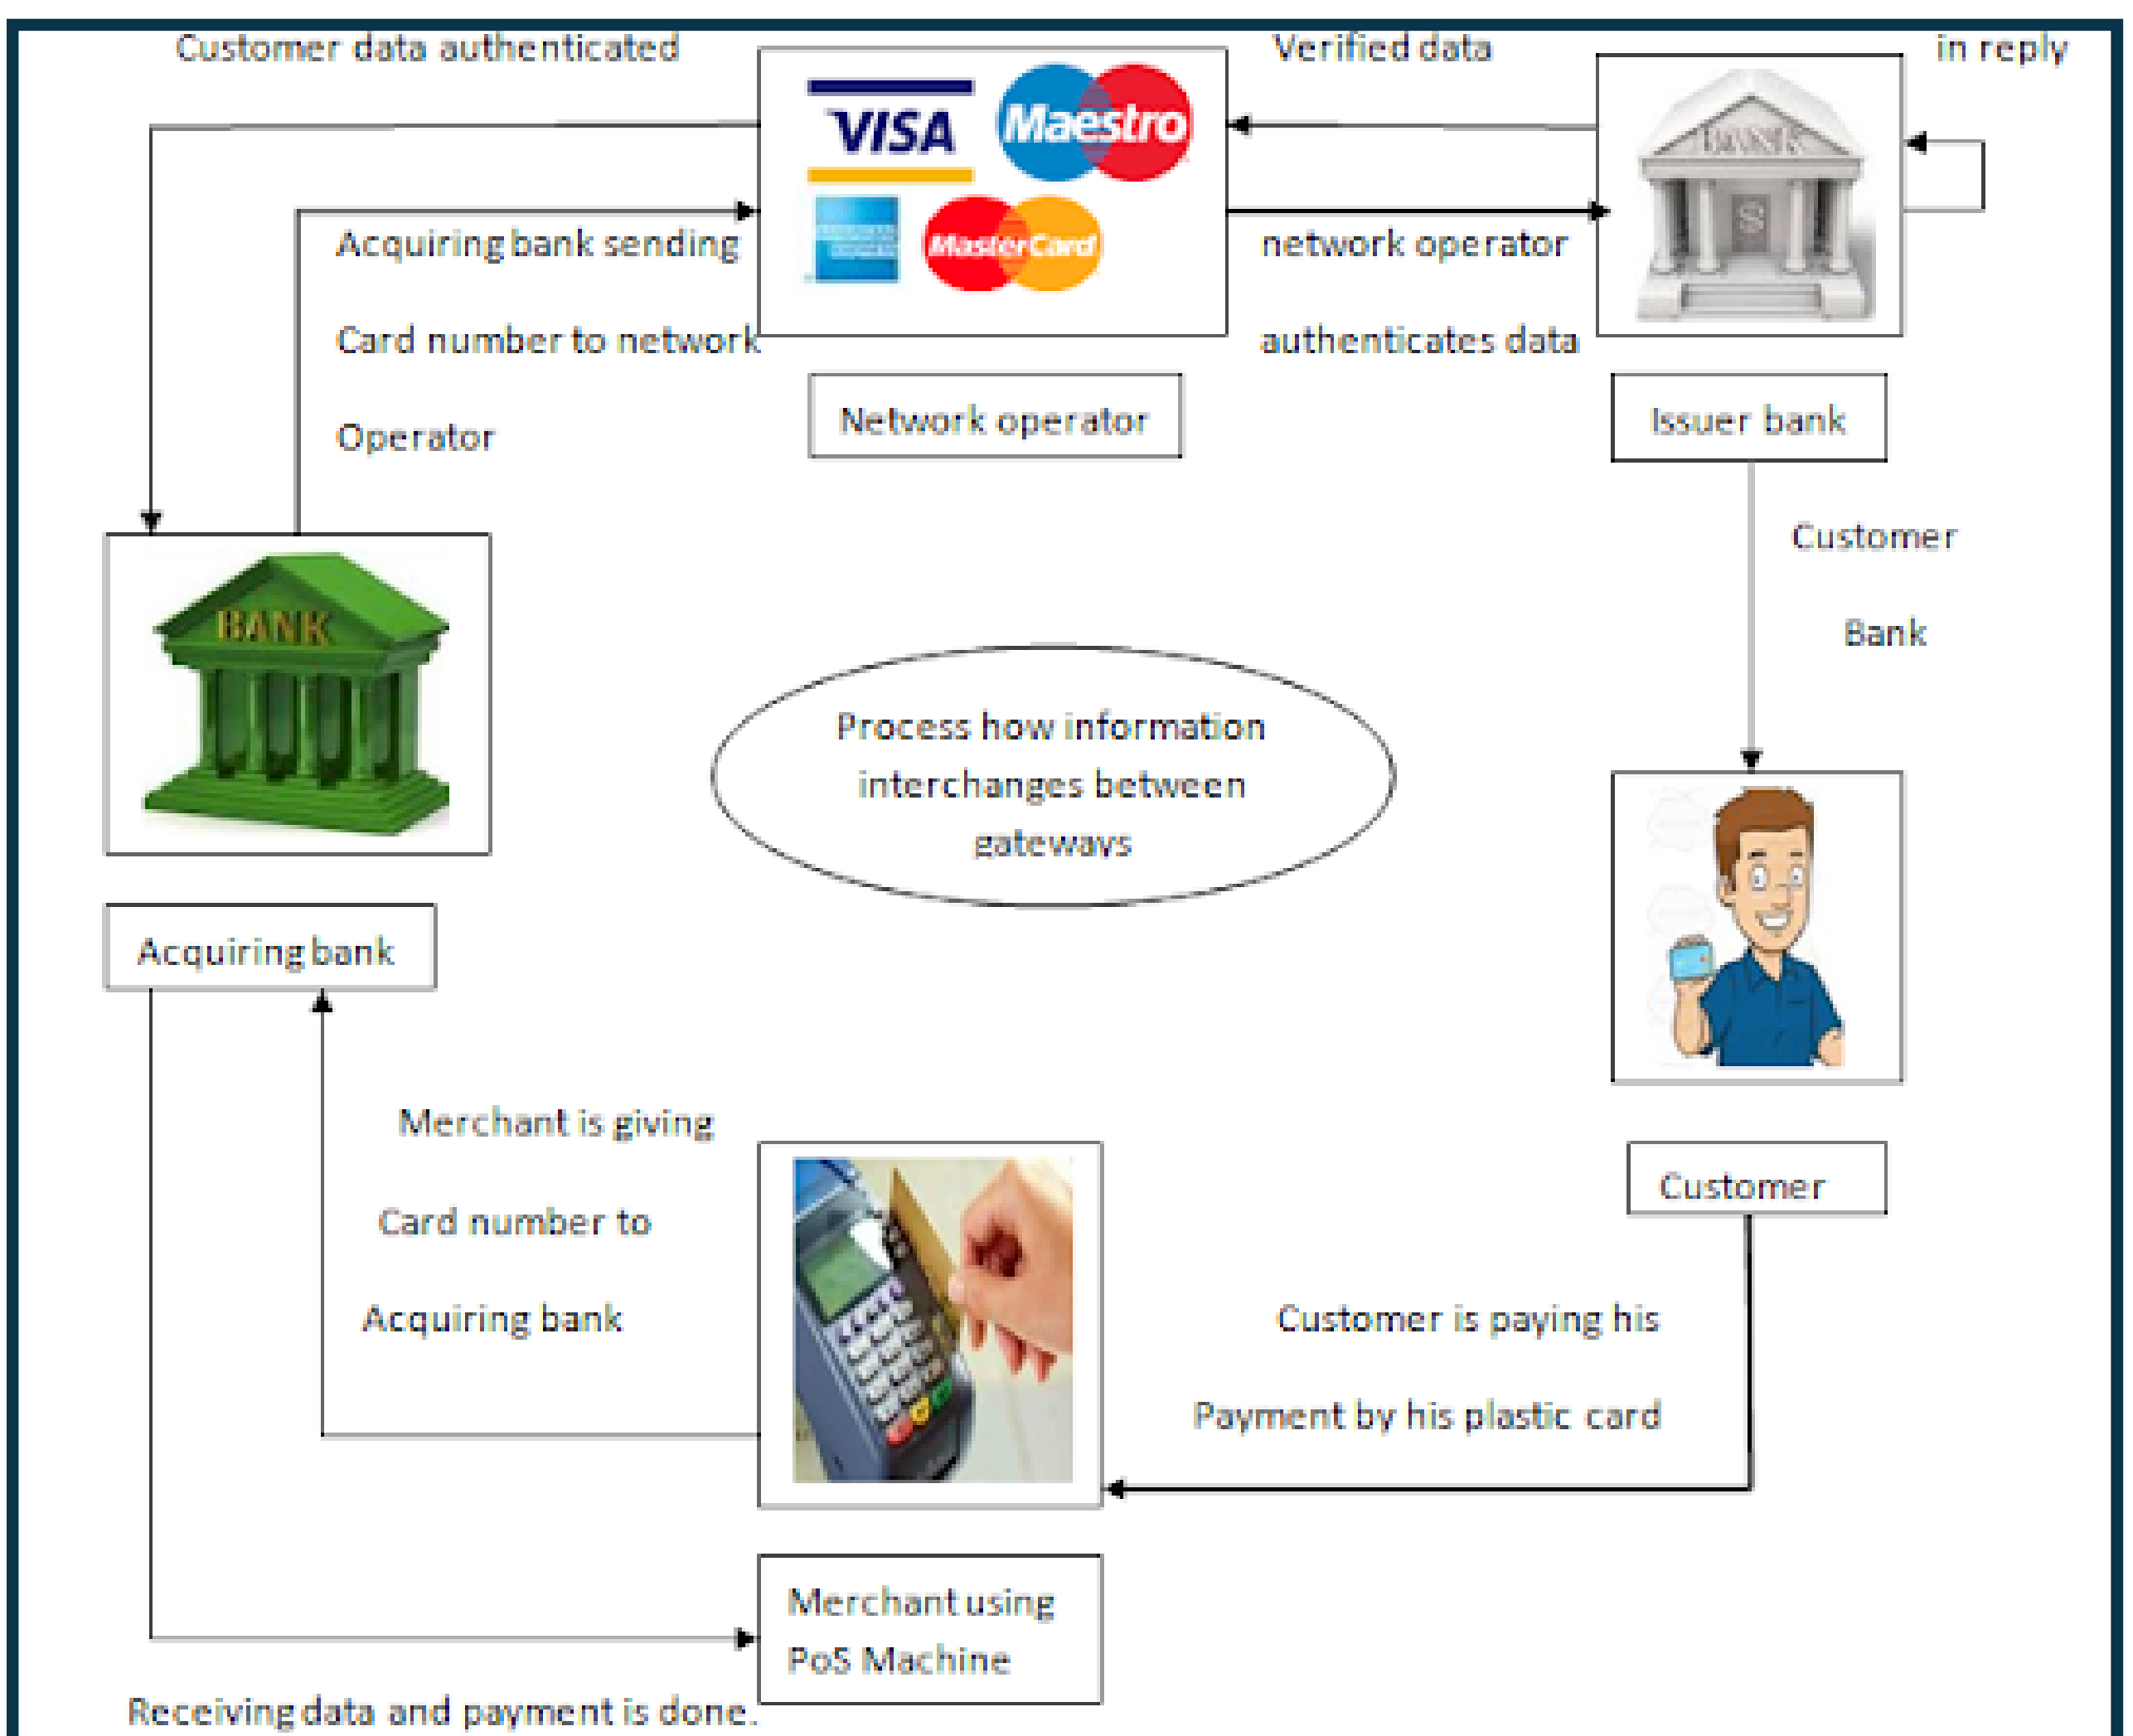 Customer data authenticated
Verified data
in reply
VISA
Maestro
MasterCard
BANK
Acquiring bank sending
Card number to network
Operator
network operator
authenticates data
Network operator
Issuer bank
Customer
Bank
BANK
Process how information
interchanges between
gateways
Acquiring bank
Customer
Merchant is giving
Card number to
Acquiring bank
Customer is paying his
Payment by his plastic card
Merchant using
PoS Machine
Receiving data and payment is done.